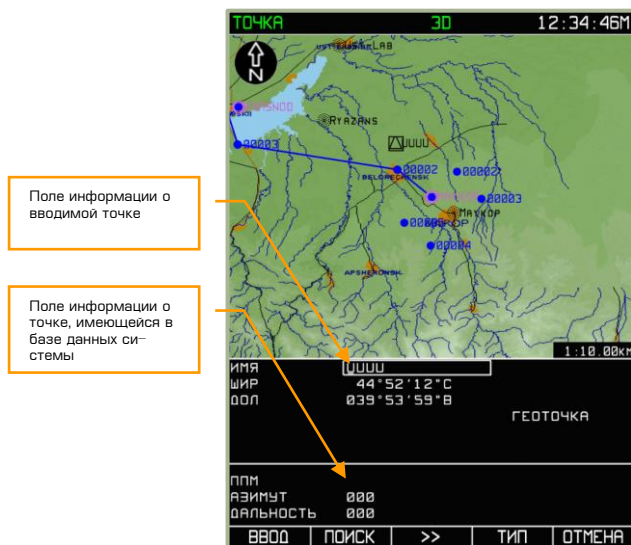 ТОЧКА 3D 12:34:46М
N
RYAZANS
UUUU
00003
00002
00002
BELORECHENSK
00003
MAYKOP
00004
APSHERONSK
Поле информации о
вводимой точке
Поле информации о
точке, имеющейся в
базе данных си-
стемы
1:10.00км
ИМЯ UUUU
ШИР 44°52'12"С
ДОЛ 039°53'59"В
ГЕОТОЧКА
ППМ
АЗИМУТ 000
ДАЛЬНОСТЬ 000
ВВОД ПОИСК >> ТИП ОТМЕНА